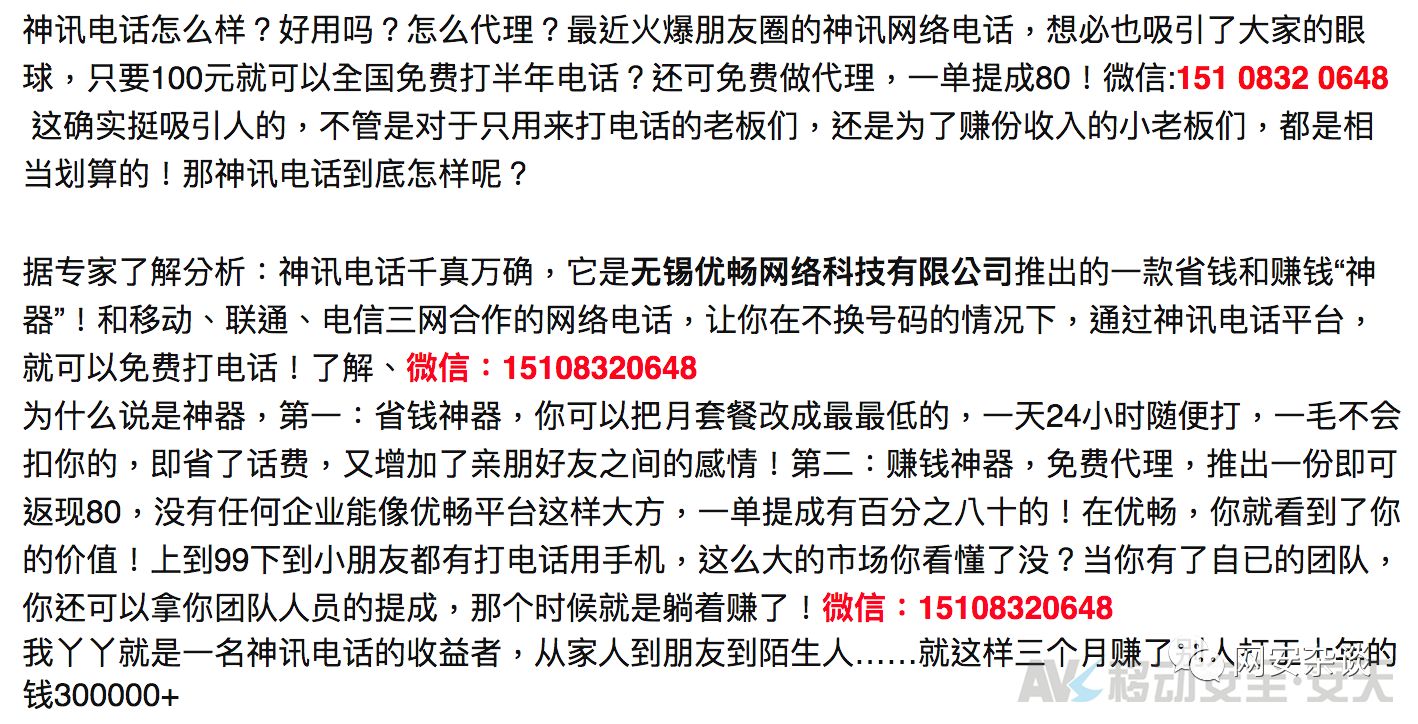 神讯电话怎么样？好用吗？怎么代理？最近火爆朋友圈的神讯网络电话，想必也吸引了大家的眼
球，只要100元就可以全国免费打半年电话？还可免费做代理，一单提成80！微信:151 0832 0648
这确实挺吸引人的，不管是对于只用来打电话的老板们，还是为了赚份收入的小老板们，都是相
当划算的！那神讯电话到底怎样呢？
据专家了解分析：神讯电话千真万确，它是无锡优畅网络科技有限公司推出的一款省钱和赚钱“神
器”！和移动、联通、电信三网合作的网络电话，让你在不换号码的情况下，通过神讯电话平台，
就可以免费打电话！了解、微信：15108320648
为什么说是神器，第一：省钱神器，你可以把月套餐改成最最低的，一天24小时随便打，一毛不会
扣你的，即省了话费，又增加了亲朋好友之间的感情！第二：赚钱神器，免费代理，推出一份即可
返现80，没有任何企业能像优畅平台这样大方，一单提成有百分之八十的！在优畅，你就看到了你
的价值！上到99下到小朋友都有打电话用手机，这么大的市场你看懂了没？当你有了自已的团队，
你还可以拿你团队人员的提成，那个时候就是躺着赚了！微信：15108320648
我丫丫就是一名神讯电话的收益者，从家人到朋友到陌生人……就这样三个月赚了别人打工十年的
钱300000+
网安杂谈
AVL移动安全·安天